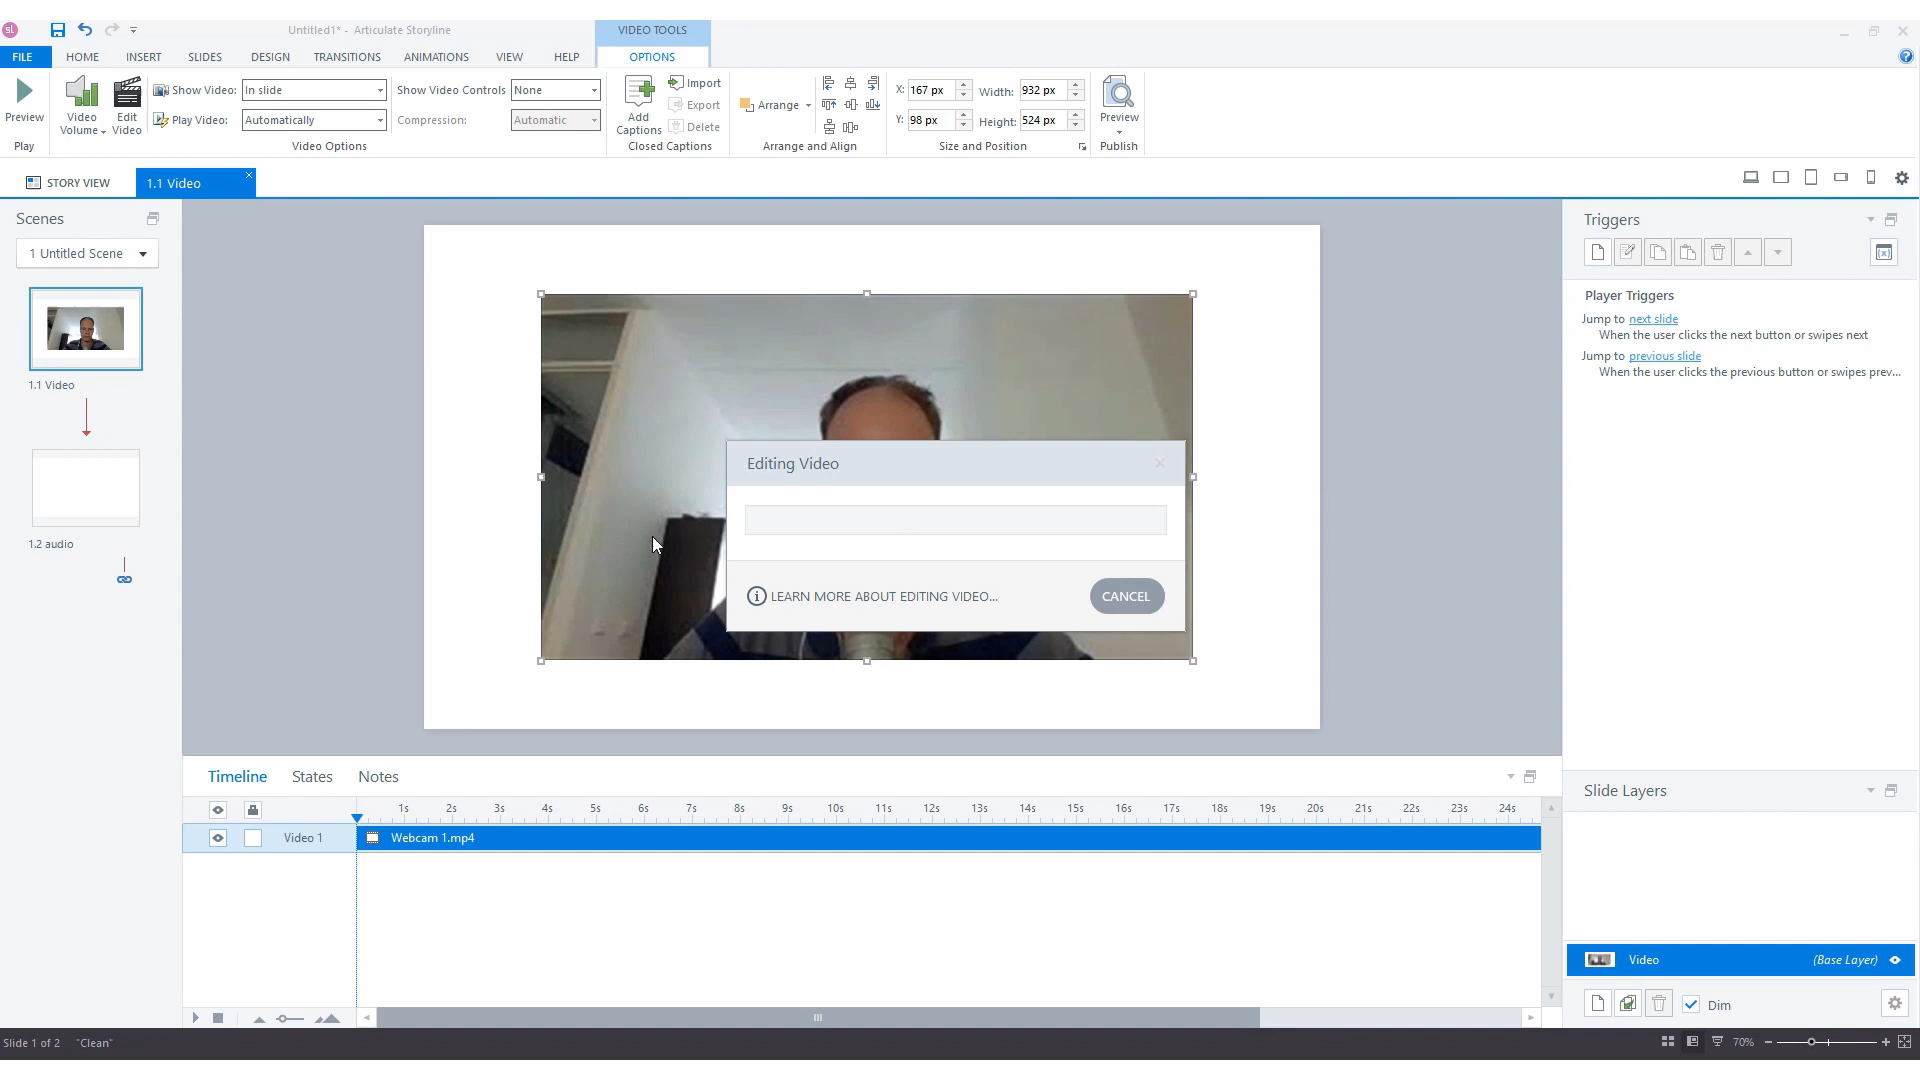 sl
Untitled1* - Articulate Storyline
VIDEO TOOLS
FILE
HOME
INSERT
SLIDES
DESIGN
TRANSITIONS
ANIMATIONS
VIEW
HELP
OPTIONS
Preview
Play
Video
Volume
Edit
Video
Show Video:
In slide
Play Video:
Automatically
Show Video Controls
None
Compression:
Automatic
Video Options
Add
Captions
Import
Export
Delete
Closed Captions
Arrange
Arrange and Align
X:
167 px
Width:
932 px
Y:
98 px
Height:
524 px
Size and Position
Preview
Publish
STORY VIEW
1.1 Video
Scenes
1 Untitled Scene
1.1 Video
1.2 audio
Editing Video
LEARN MORE ABOUT EDITING VIDEO...
CANCEL
Triggers
Player Triggers
Jump to next slide
When the user clicks the next button or swipes next
Jump to previous slide
When the user clicks the previous button or swipes prev...
Timeline
States
Notes
1s 2s 3s 4s 5s 6s 7s 8s 9s 10s 11s 12s 13s 14s 15s 16s 17s 18s 19s 20s 21s 22s 23s 24s
Video 1
Webcam 1.mp4
Slide Layers
Video
(Base Layer)
Dim
Slide 1 of 2
"Clean"
70%